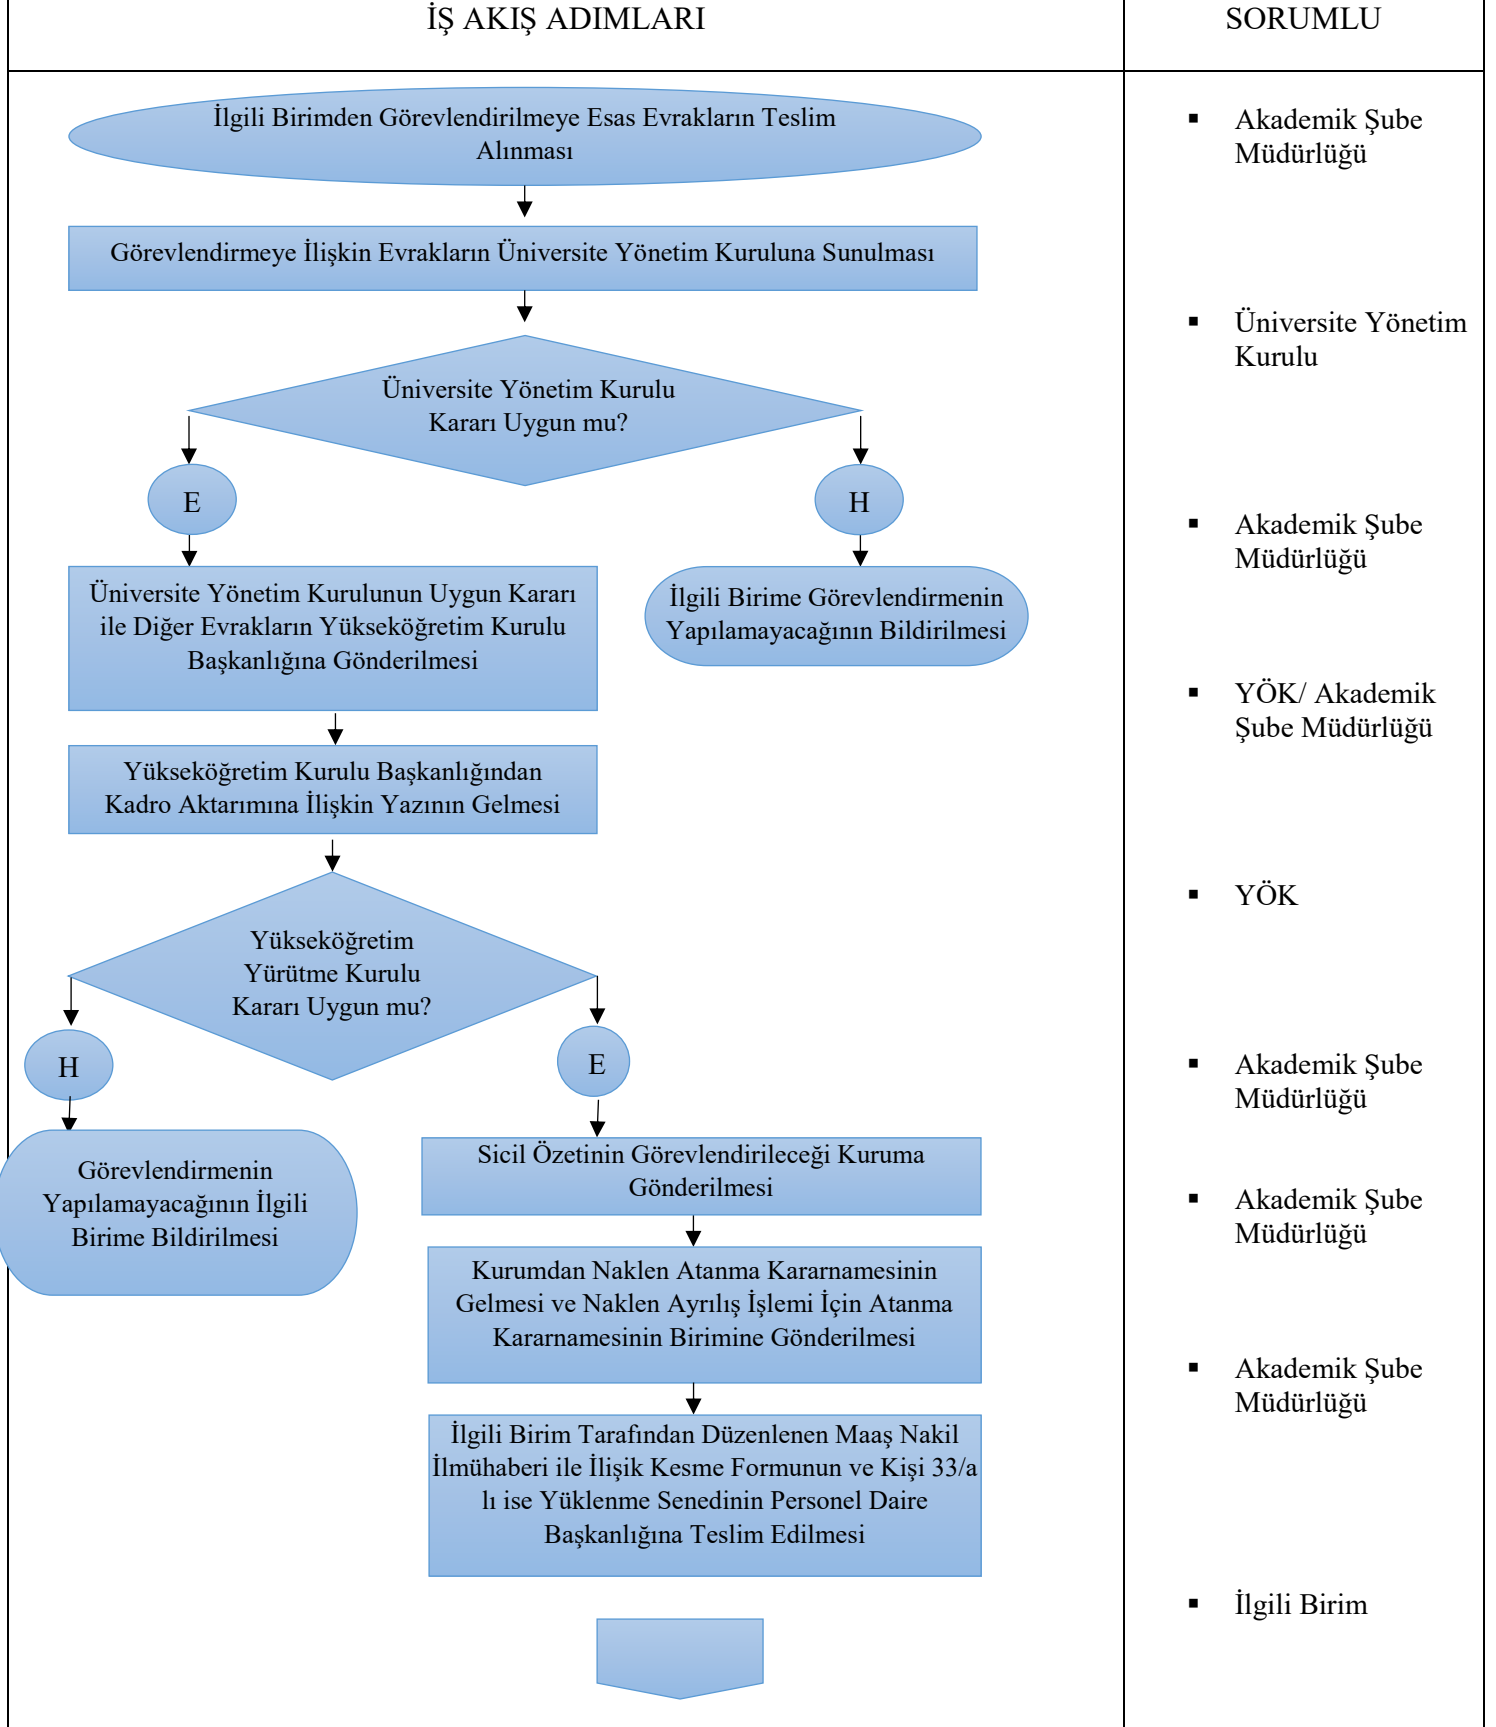 İŞ AKIŞ ADIMLARI
SORUMLU
İlgili Birimden Görevlendirilmeye Esas Evrakların Teslim
Alınması
Görevlendirmeye İlişkin Evrakların Üniversite Yönetim Kuruluna Sunulması
Üniversite Yönetim Kurulu
Kararı Uygun mu?
E
H
Üniversite Yönetim Kurulunun Uygun Kararı
ile Diğer Evrakların Yükseköğretim Kurulu
Başkanlığına Gönderilmesi
İlgili Birime Görevlendirmenin
Yapılamayacağının Bildirilmesi
Yükseköğretim Kurulu Başkanlığından
Kadro Aktarımına İlişkin Yazının Gelmesi
Yükseköğretim
Yürütme Kurulu
Kararı Uygun mu?
H
E
Görevlendirmenin
Yapılamayacağının İlgili
Birime Bildirilmesi
Sicil Özetinin Görevlendirileceği Kuruma
Gönderilmesi
Kurumdan Naklen Atanma Kararnamesinin
Gelmesi ve Naklen Ayrılış İşlemi İçin Atanma
Kararnamesinin Birimine Gönderilmesi
İlgili Birim Tarafından Düzenlenen Maaş Nakil
İlmühaberi ile İlişik Kesme Formunun ve Kişi 33/a
lı ise Yüklenme Senedinin Personel Daire
Başkanlığına Teslim Edilmesi
▪ Akademik Şube
Müdürlüğü
▪ Üniversite Yönetim
Kurulu
▪ Akademik Şube
Müdürlüğü
▪ YÖK/ Akademik
Şube Müdürlüğü
▪ YÖK
▪ Akademik Şube
Müdürlüğü
▪ Akademik Şube
Müdürlüğü
▪ Akademik Şube
Müdürlüğü
▪ İlgili Birim